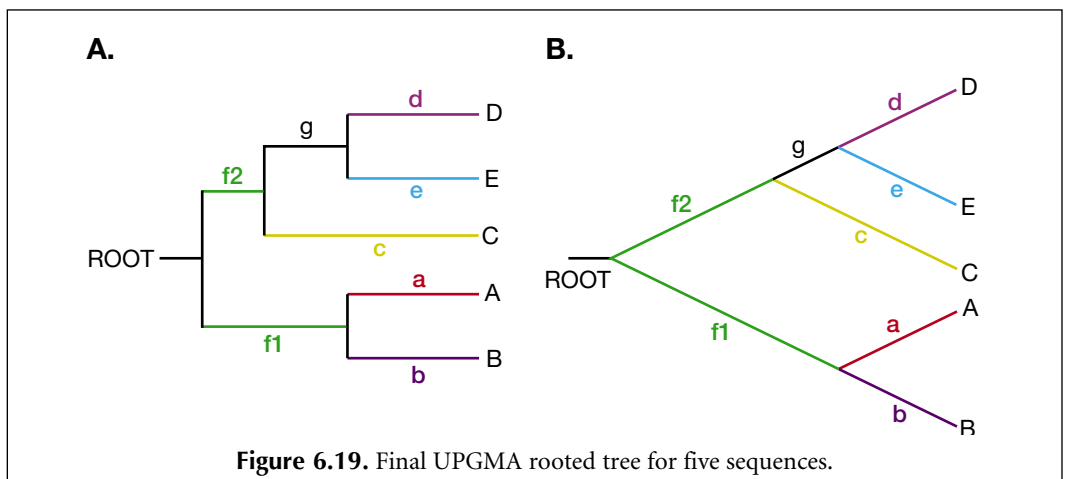 A.
d
D
g
f2
E
e
C
c
ROOT
a
A
f1
B
b
B.
D
d
g
e
E
f2
c
C
ROOT
A
a
f1
b
B
Figure 6.19. Final UPGMA rooted tree for five sequences.